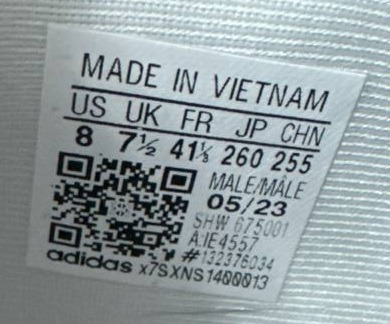 MADE IN VIETNAM
US UK FR JP CHN
8 7½ 41⅓ 260 255
MALE/MÂLE
05/23
SHW 675001
A:IE4557
#132376034
adidas x7SXNS1400013